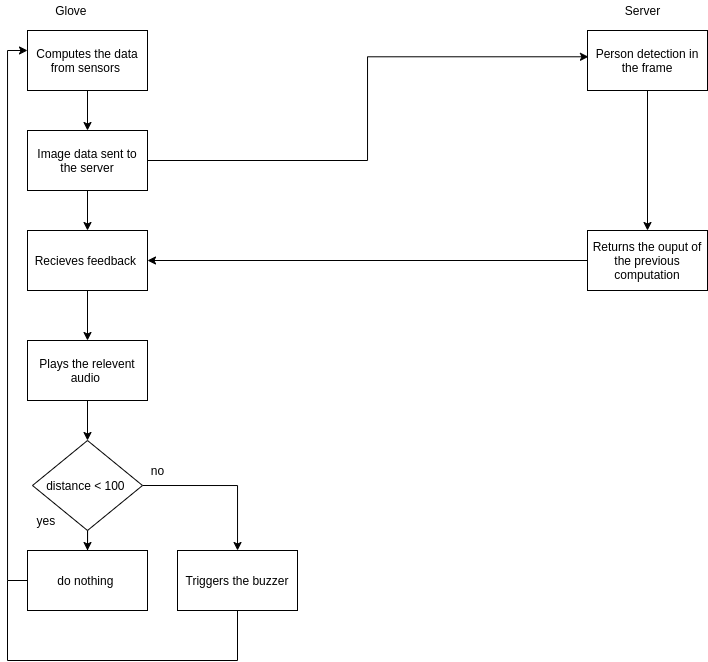 Glove
Server
Computes the data
from sensors
Person detection in
the frame
Image data sent to
the server
Recieves feedback
Returns the ouput of
the previous
computation
Plays the relevent
audio
distance < 100
no
yes
do nothing
Triggers the buzzer